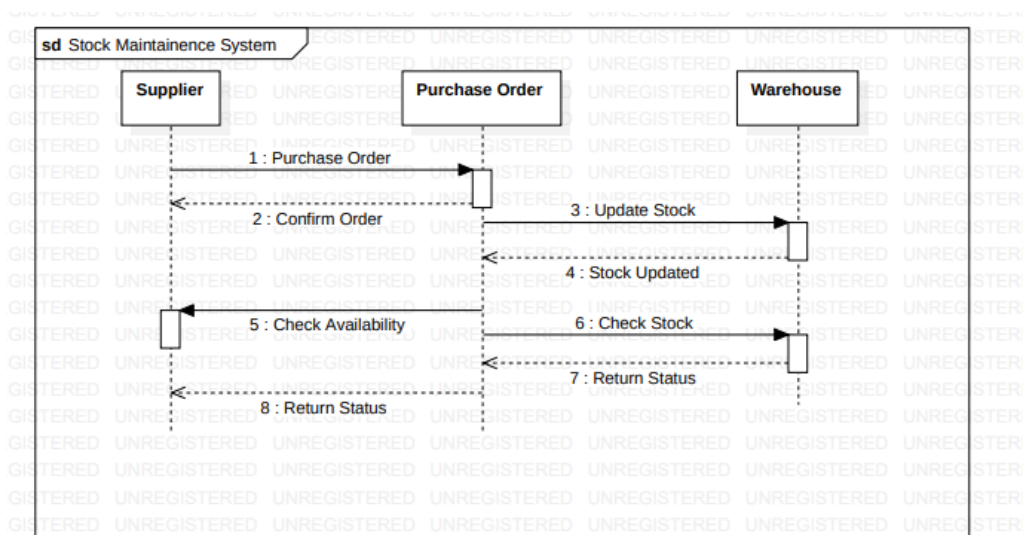 sd Stock Maintainence System
Supplier
Purchase Order
Warehouse
1 : Purchase Order
2 : Confirm Order
3 : Update Stock
4 : Stock Updated
5 : Check Availability
6 : Check Stock
7 : Return Status
8 : Return Status
UNREGISTERED